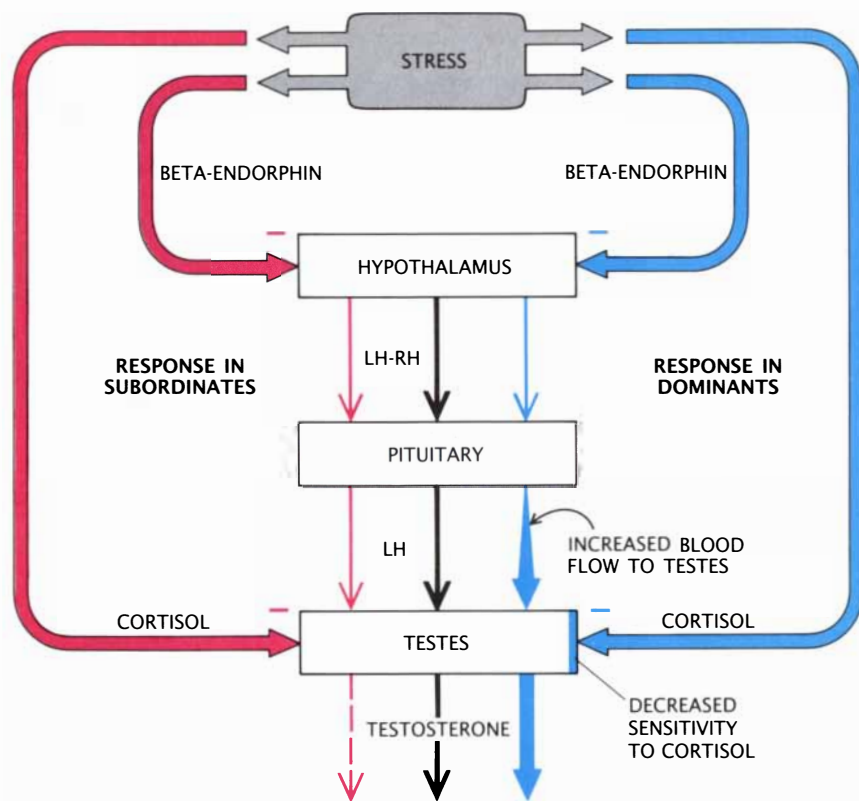 STRESS
BETA-ENDORPHIN
BETA-ENDORPHIN
–
–
HYPOTHALAMUS
RESPONSE IN
SUBORDINATES
LH-RH
RESPONSE IN
DOMINANTS
PITUITARY
LH
INCREASED BLOOD
FLOW TO TESTES
CORTISOL
–
–
CORTISOL
TESTES
TESTOSTERONE
DECREASED
SENSITIVITY
TO CORTISOL